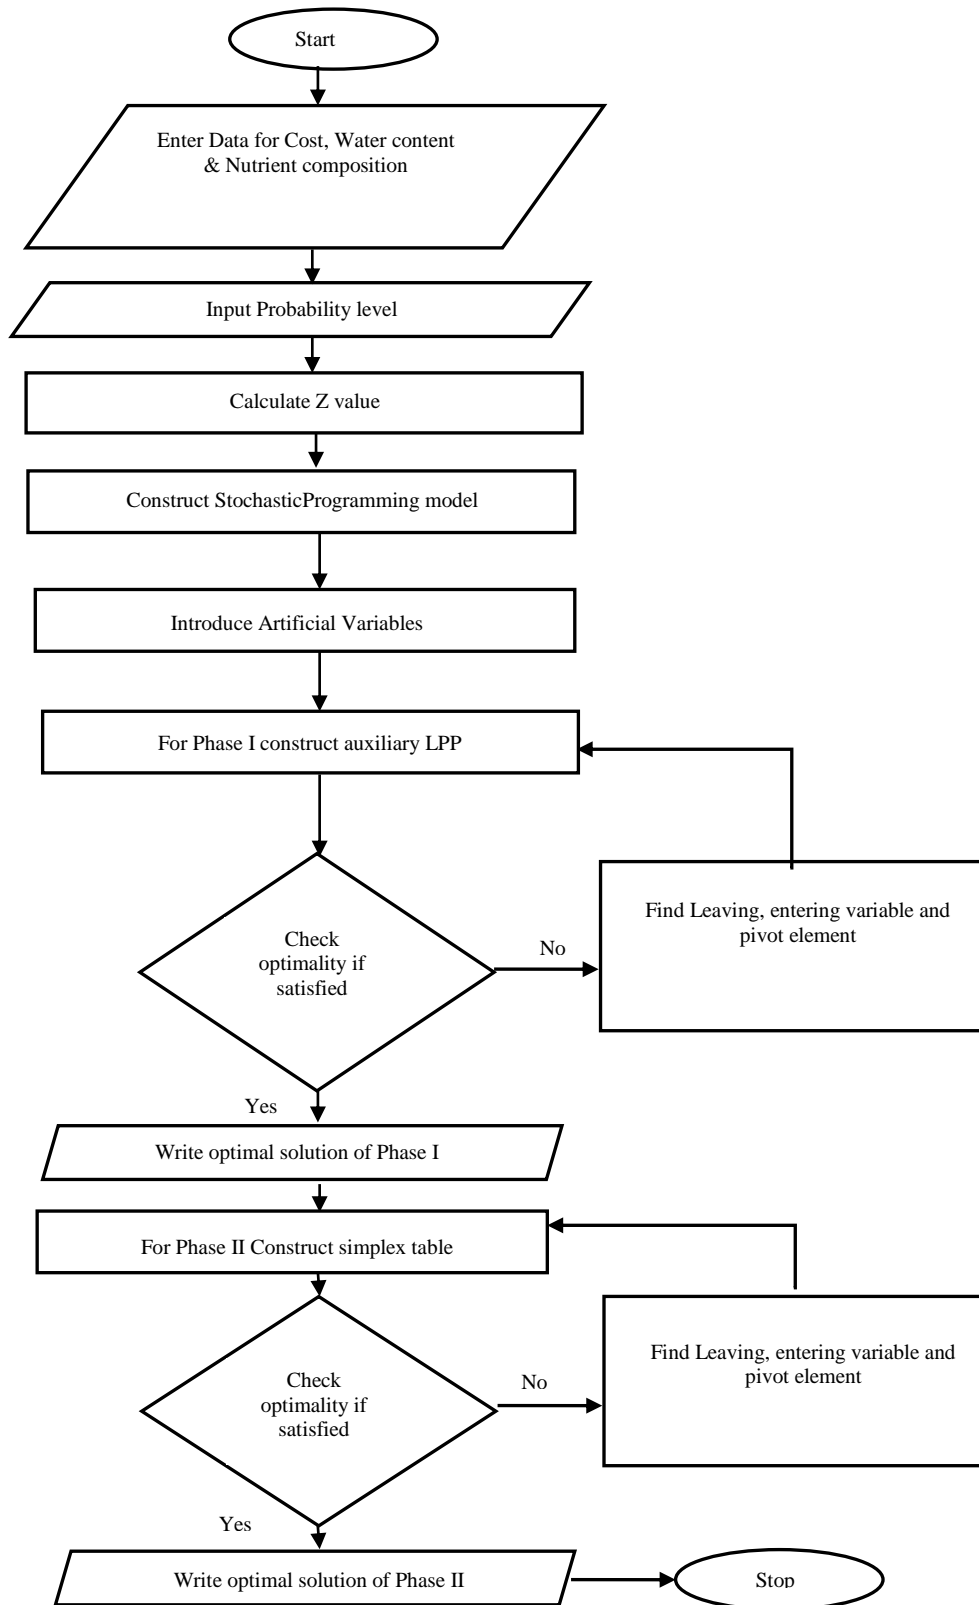 Start
Enter Data for Cost, Water content
& Nutrient composition
Input Probability level
Calculate Z value
Construct StochasticProgramming model
Introduce Artificial Variables
For Phase I construct auxiliary LPP
Check
optimality if
satisfied
No
Find Leaving, entering variable and
pivot element
Yes
Write optimal solution of Phase I
For Phase II Construct simplex table
Check
optimality if
satisfied
No
Find Leaving, entering variable and
pivot element
Yes
Write optimal solution of Phase II
Stop